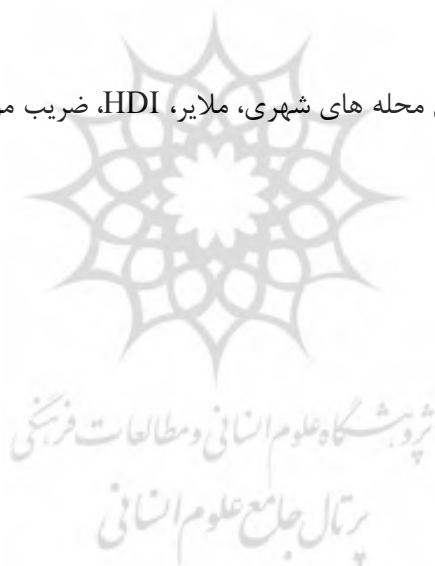 محله های شهری، ملایر، HDI، ضریب
پژوهشگاه علوم انسانی و مطالعات فرهنگی
پرتال جامع علوم انسانی